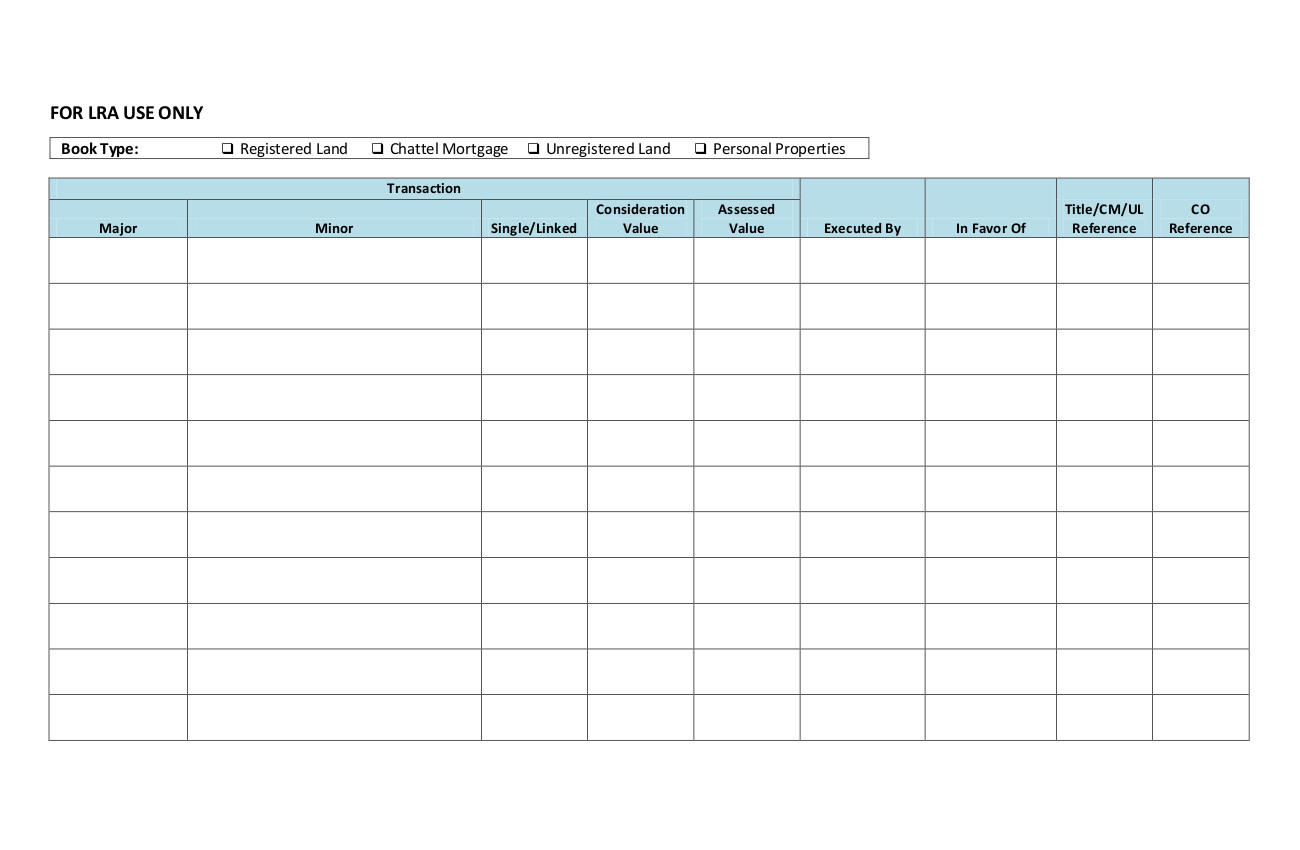 FOR LRA USE ONLY
Book Type: ❑ Registered Land ❑ Chattel Mortgage ❑ Unregistered Land ❑ Personal Properties
Transaction
Major Minor Single/Linked Consideration Value Assessed Value Executed By In Favor Of Title/CM/UL Reference CO Reference